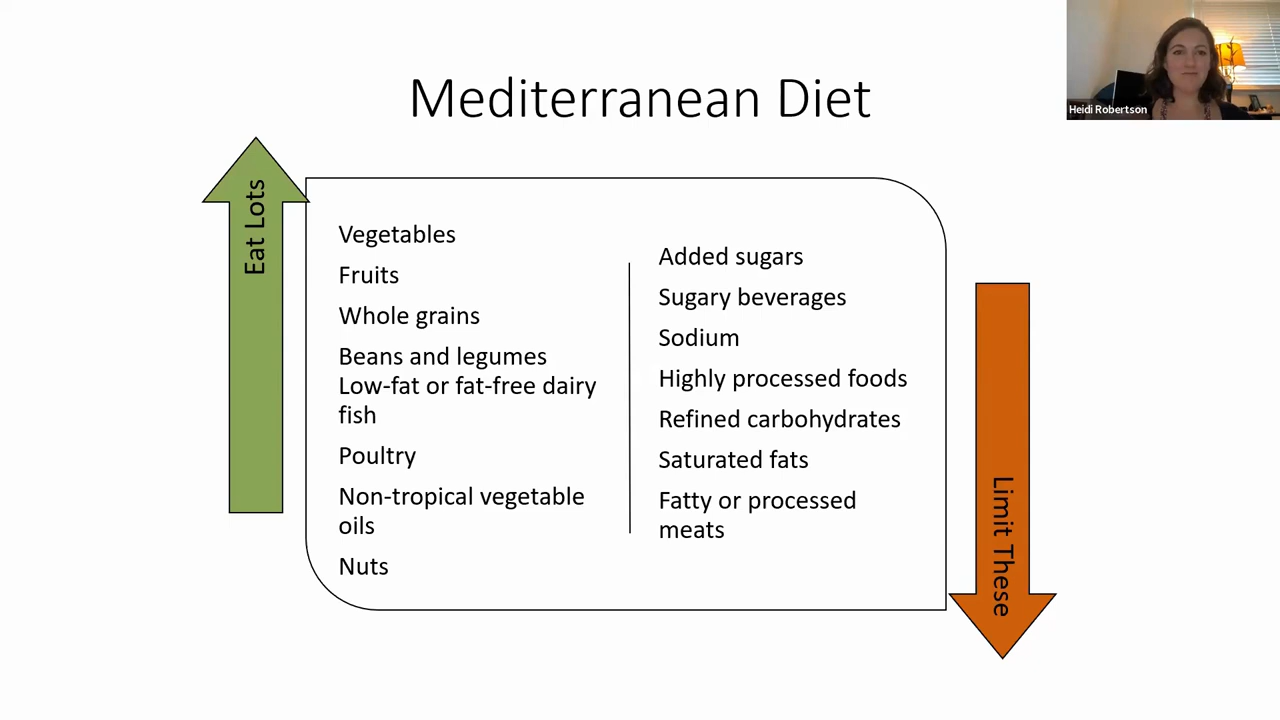 Mediterranean Diet
Heidi Robertson
Eat Lots
Vegetables
Fruits
Whole grains
Beans and legumes
Low-fat or fat-free dairy
fish
Poultry
Non-tropical vegetable
oils
Nuts
Added sugars
Sugary beverages
Sodium
Highly processed foods
Refined carbohydrates
Saturated fats
Fatty or processed
meats
Limit These